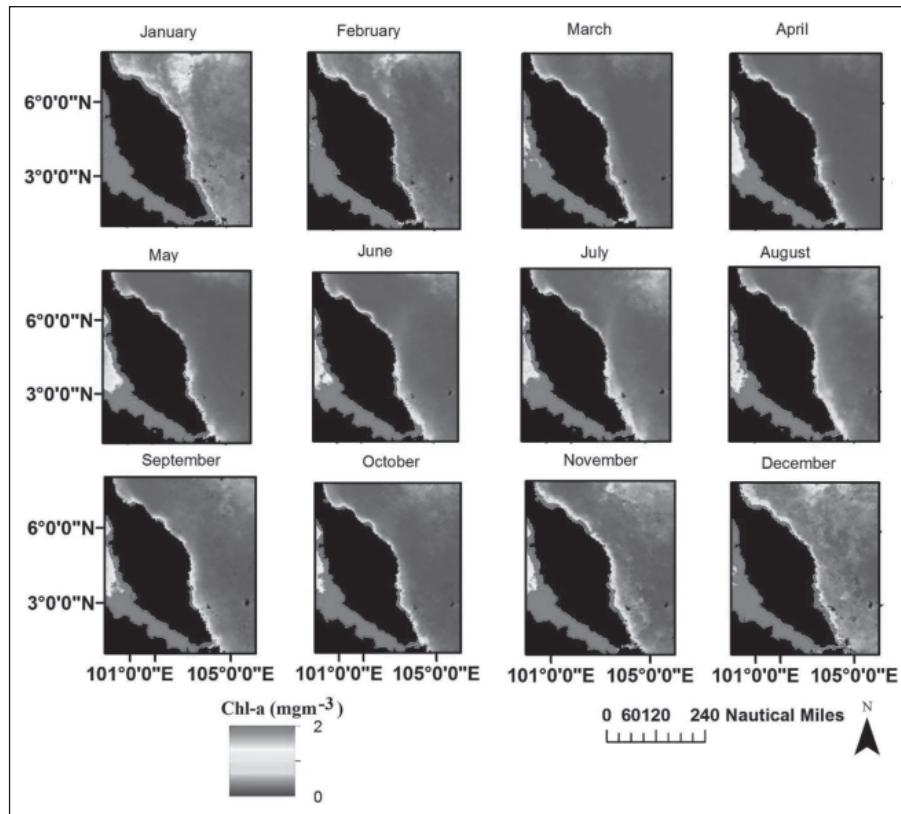 January February March April
6°0'0"N
3°0'0"N
May June July August
6°0'0"N
3°0'0"N
September October November December
6°0'0"N
3°0'0"N
101°0'0"E 105°0'0"E 101°0'0"E 105°0'0"E 101°0'0"E 105°0'0"E 101°0'0"E 105°0'0"E
Chl-a (mgm-3)
2
0
0 60120 240 Nautical Miles
N